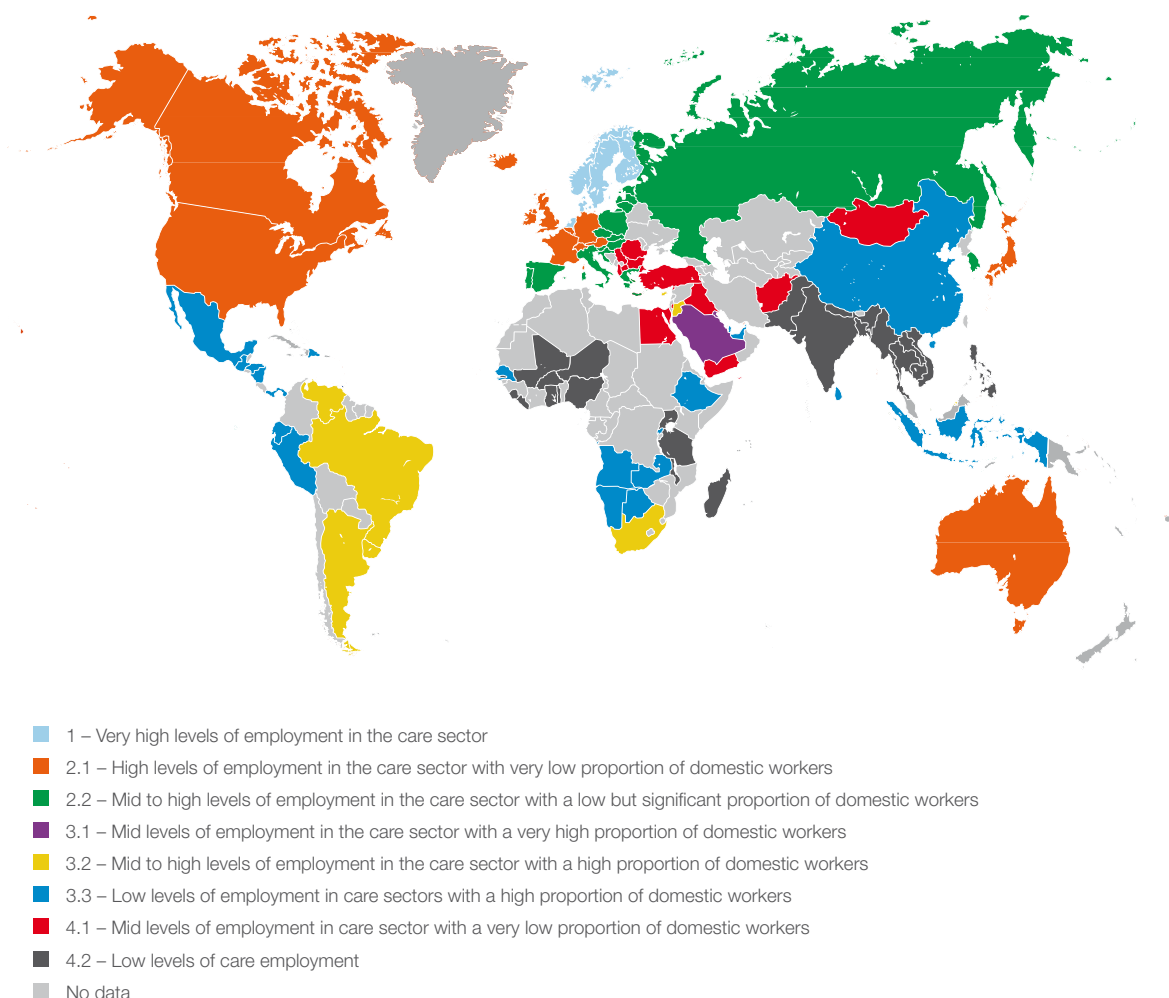 1 – Very high levels of employment in the care sector
2.1 – High levels of employment in the care sector with very low proportion of domestic workers
2.2 – Mid to high levels of employment in the care sector with a low but significant proportion of domestic workers
3.1 – Mid levels of employment in the care sector with a very high proportion of domestic workers
3.2 – Mid to high levels of employment in the care sector with a high proportion of domestic workers
3.3 – Low levels of employment in care sectors with a high proportion of domestic workers
4.1 – Mid levels of employment in care sector with a very low proportion of domestic workers
4.2 – Low levels of care employment
No data